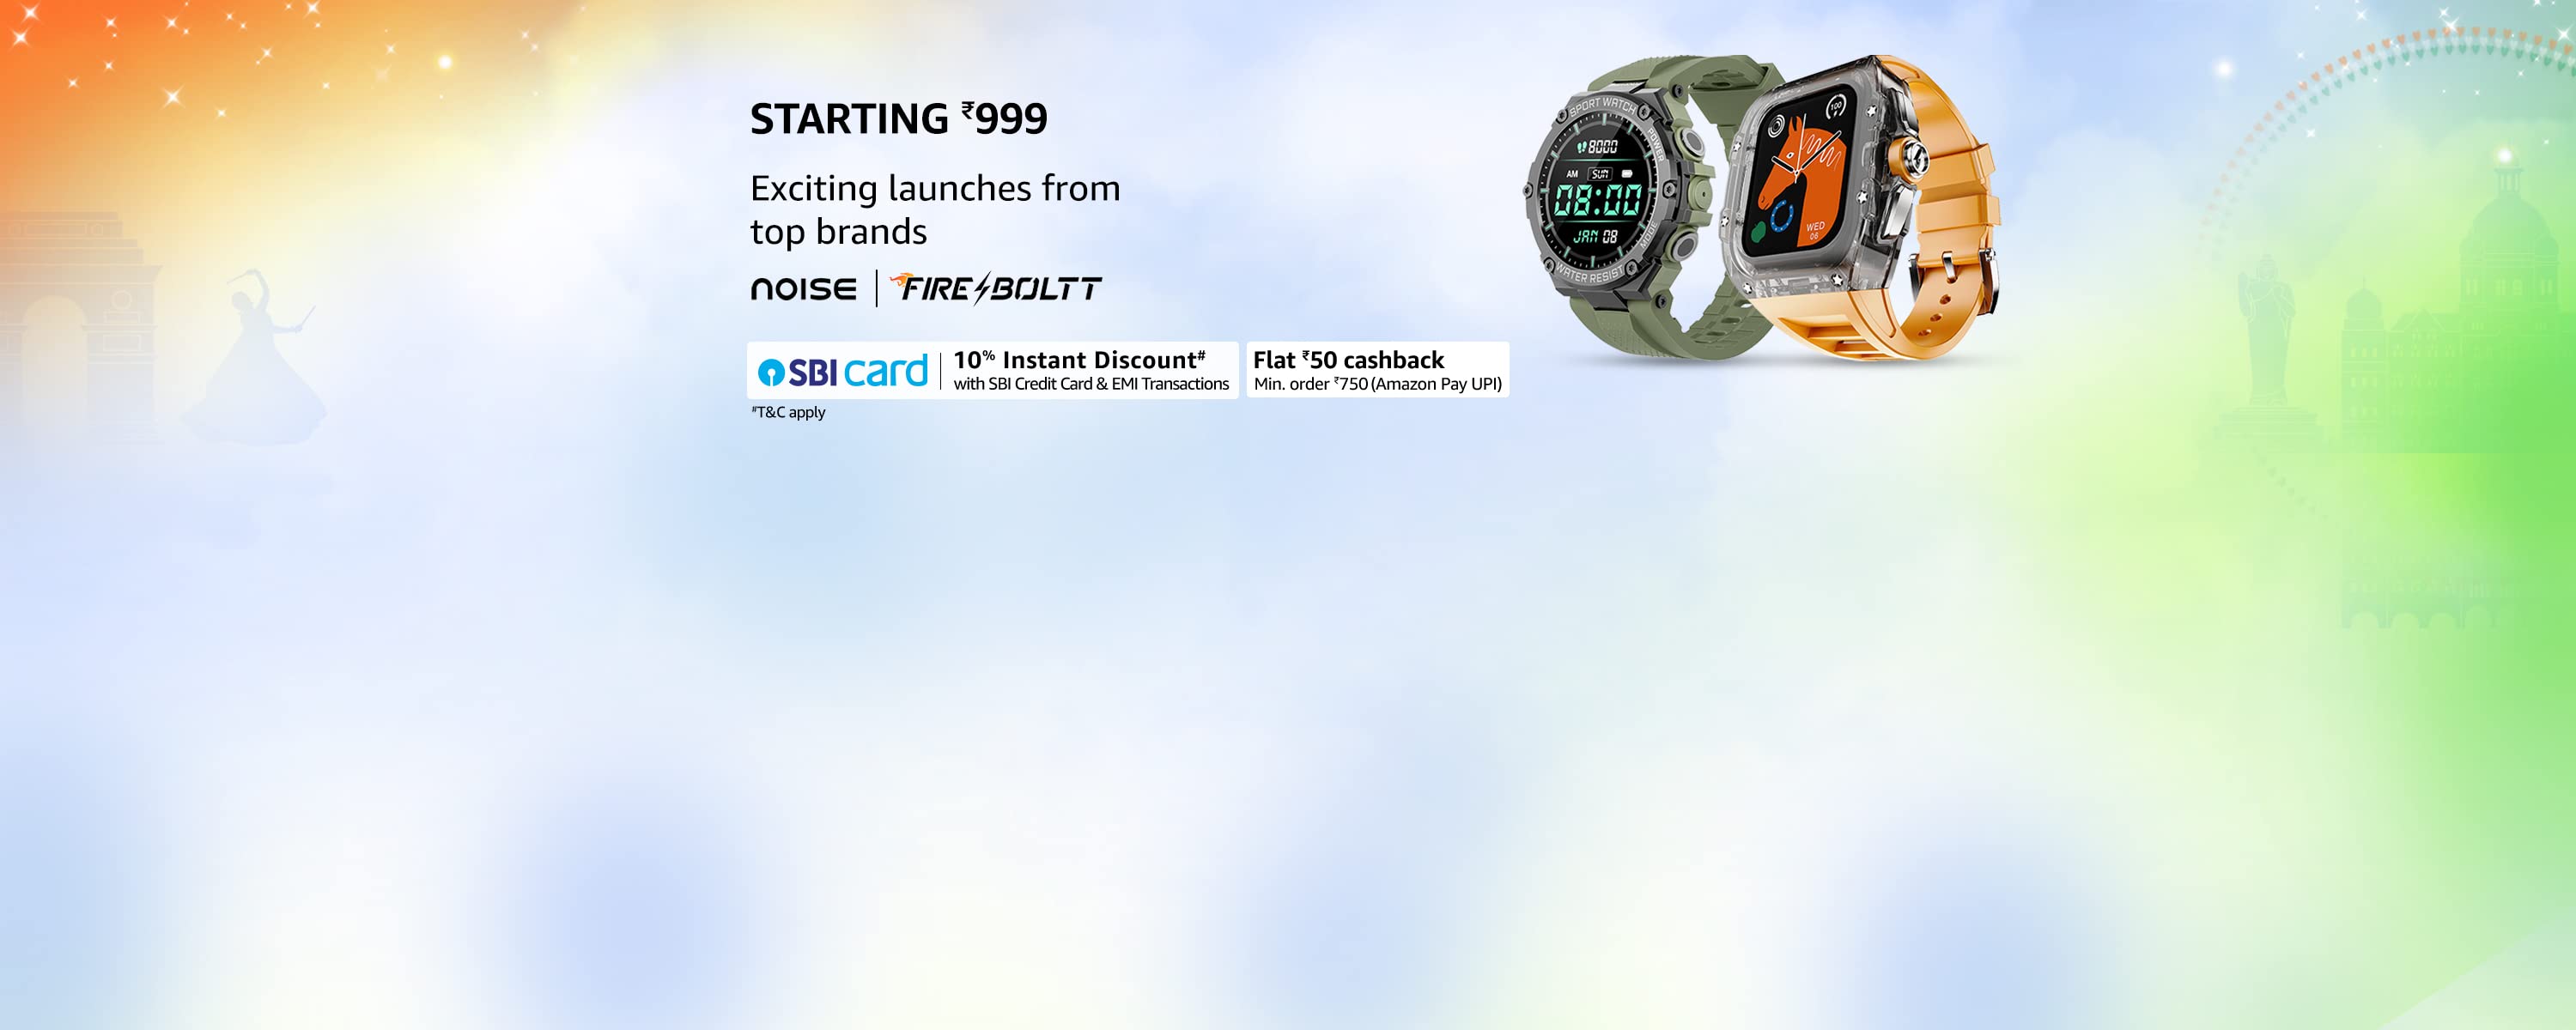 STARTING ₹999
Exciting launches from
top brands
NOISE | FIRE BOLTT
SBI card | 10% Instant Discount#
with SBI Credit Card & EMI Transactions
Flat ₹50 cashback
Min. order ₹750 (Amazon Pay UPI)
#T&C apply
SPORT WATCH
POWER
8000
AM SUN
08:00
JAN 08
MODE
WATER RESIST
100
WED
06